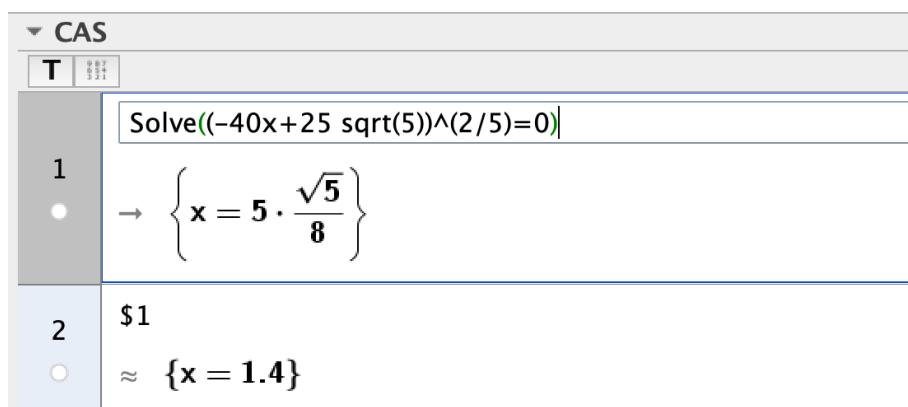 CAS
T
1
Solve((−40x+25 sqrt(5))^(2/5)=0)
→ {x = 5 · √5/8}
2
$1
≈ {x = 1.4}